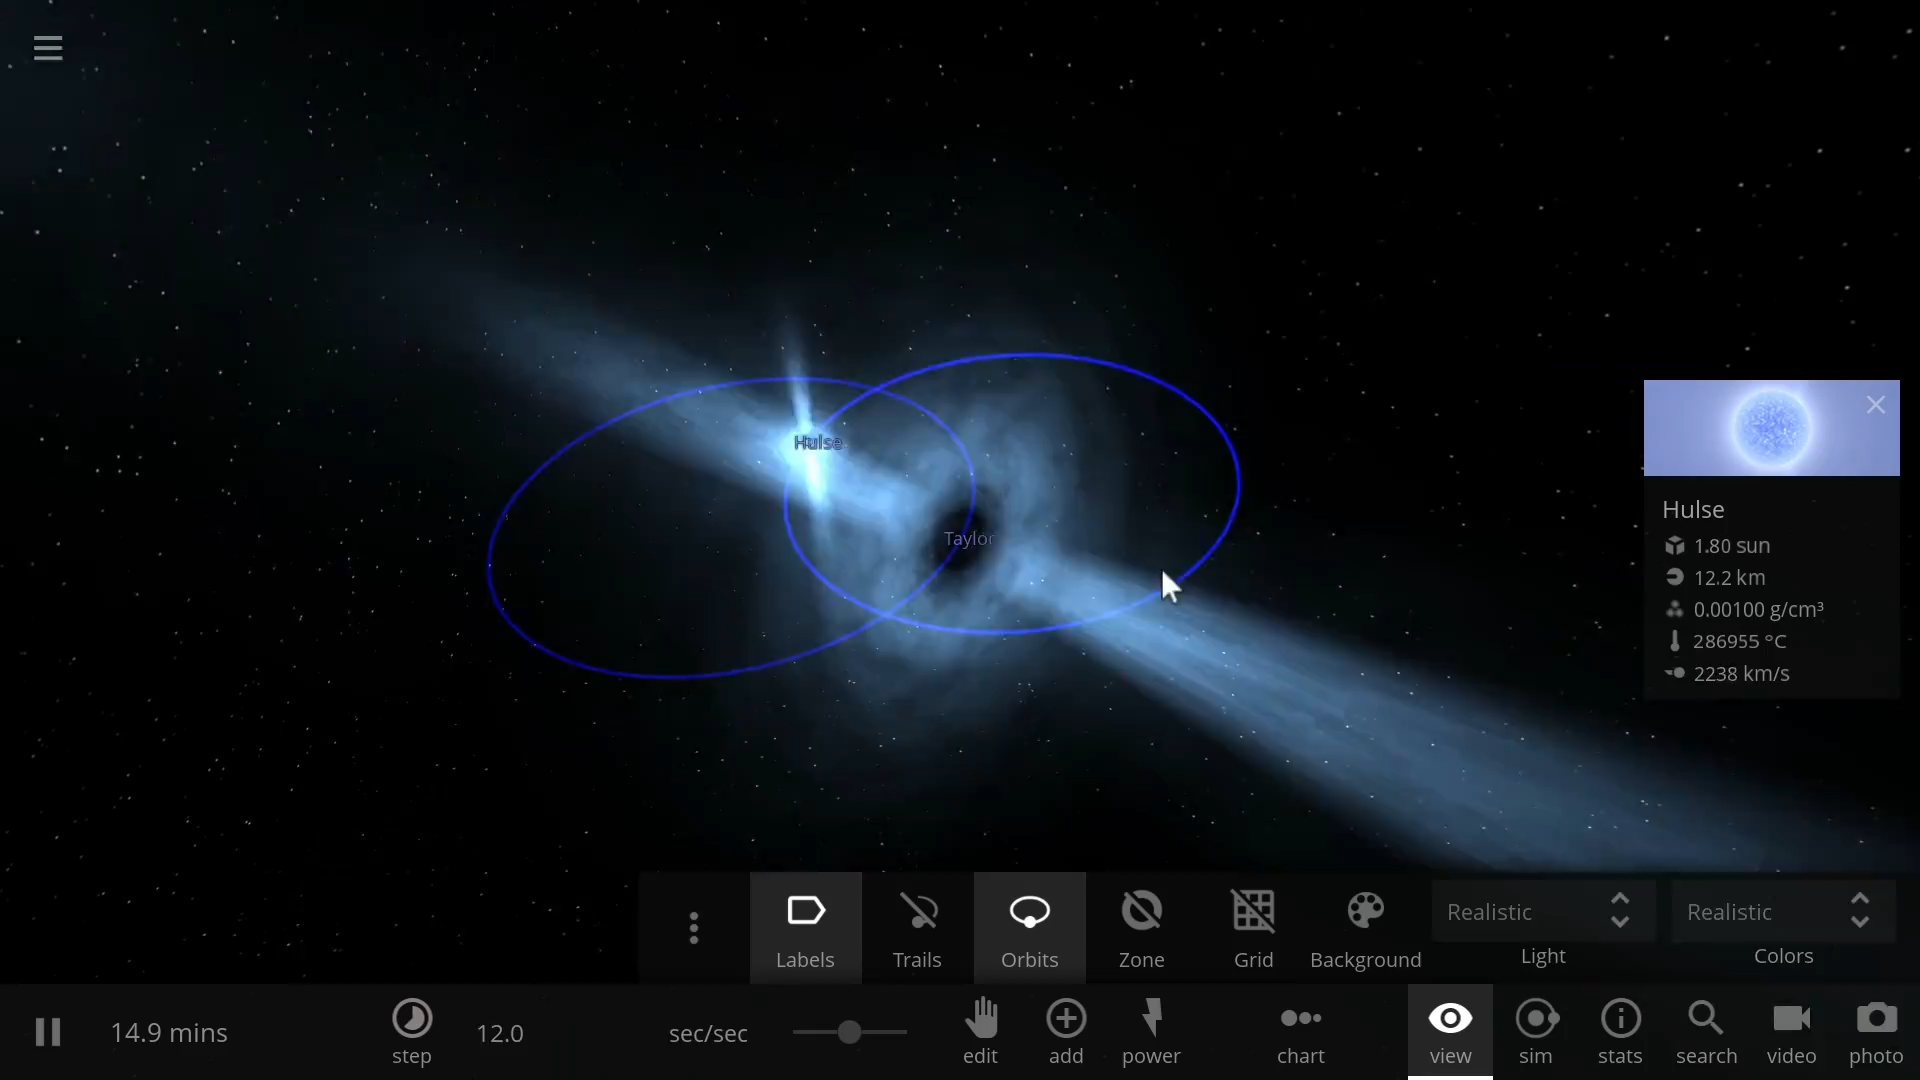 Hulse
Taylor
Hulse
1.80 sun
12.2 km
0.00100 g/cm³
286955 °C
2238 km/s
Labels
Trails
Orbits
Zone
Grid
Background
Realistic
Light
Realistic
Colors
14.9 mins
step
12.0
sec/sec
edit
add
power
chart
view
sim
stats
search
video
photo